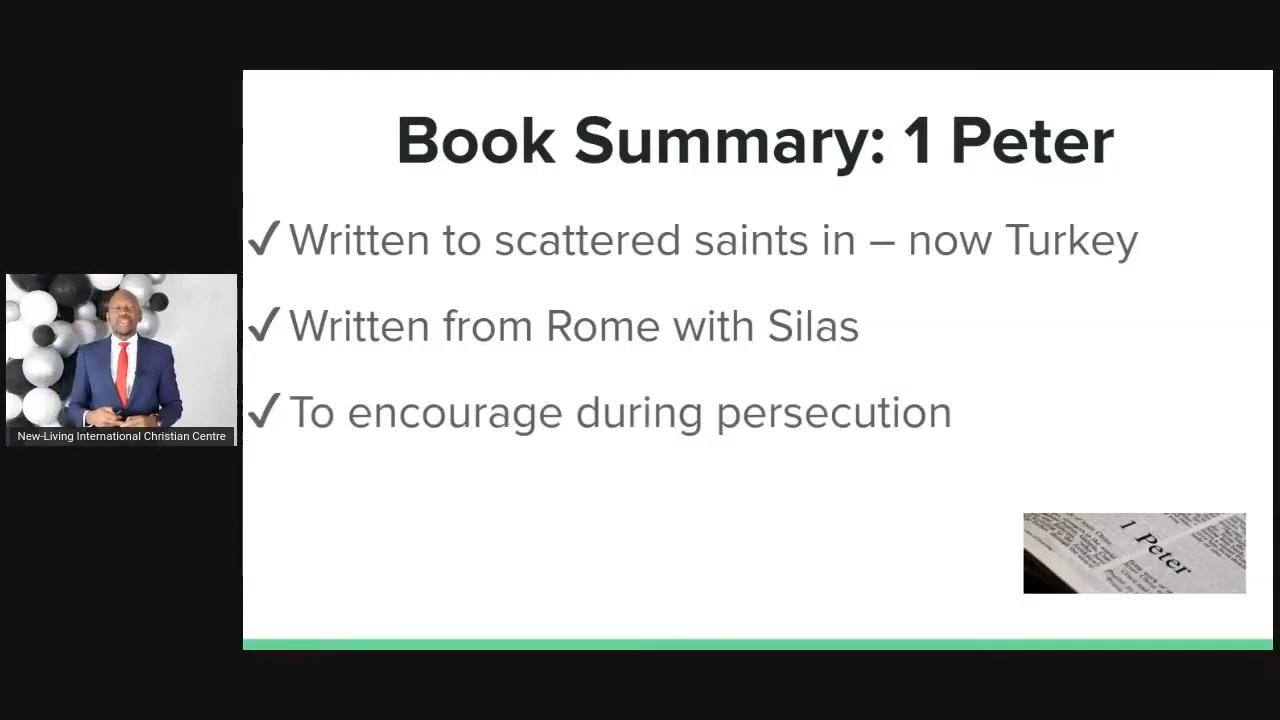 Book Summary: 1 Peter
✓Written to scattered saints in – now Turkey
✓Written from Rome with Silas
✓To encourage during persecution
New-Living International Christian Centre
1 Peter